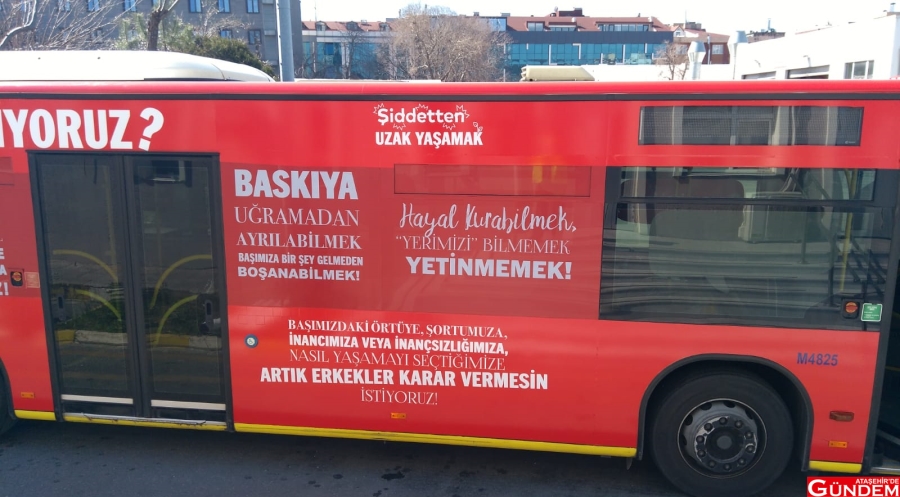 İYORUZ?
Şiddetten
UZAK YAŞAMAK
BASKIYA
UĞRAMADAN
AYRILABİLMEK
BAŞIMIZA BİR ŞEY GELMEDEN
BOŞANABİLMEK!
Hayal Kurabilmek,
"YERİMİZİ" BİLMEMEK
YETİNMEMEK!
BAŞIMIZDAKİ ÖRTÜYE, ŞORTUMUZA,
İNANCIMIZA VEYA İNANÇSIZLIĞIMIZA,
NASIL YAŞAMAYI SEÇTİĞİMİZE
ARTIK ERKEKLER KARAR VERMESİN
İSTİYORUZ!
M4825
ATAŞEHİR'DE
GÜNDEM